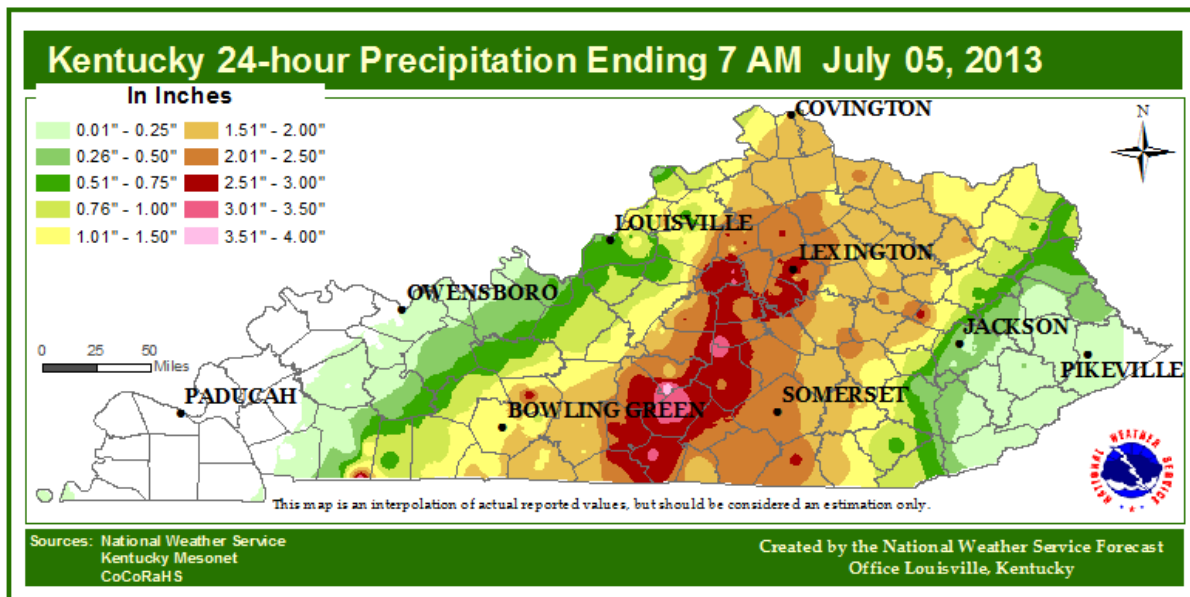 Kentucky 24-hour Precipitation Ending 7 AM July 05, 2013
In Inches
0.01" - 0.25" 1.51" - 2.00"
0.26" - 0.50" 2.01" - 2.50"
0.51" - 0.75" 2.51" - 3.00"
0.76" - 1.00" 3.01" - 3.50"
1.01" - 1.50" 3.51" - 4.00"
COVINGTON
N
LOUISVILLE
LEXINGTON
OWENSBORO
JACKSON
0 25 50
Miles
PIKEVILLE
PADUCAH
BOWLING GREEN
SOMERSET
NATIONAL WEATHER SERVICE
This map is an interpolation of actual reported values, but should be considered an estimation only.
Sources: National Weather Service
Kentucky Mesonet
CoCoRaHS
Created by the National Weather Service Forecast
Office Louisville, Kentucky